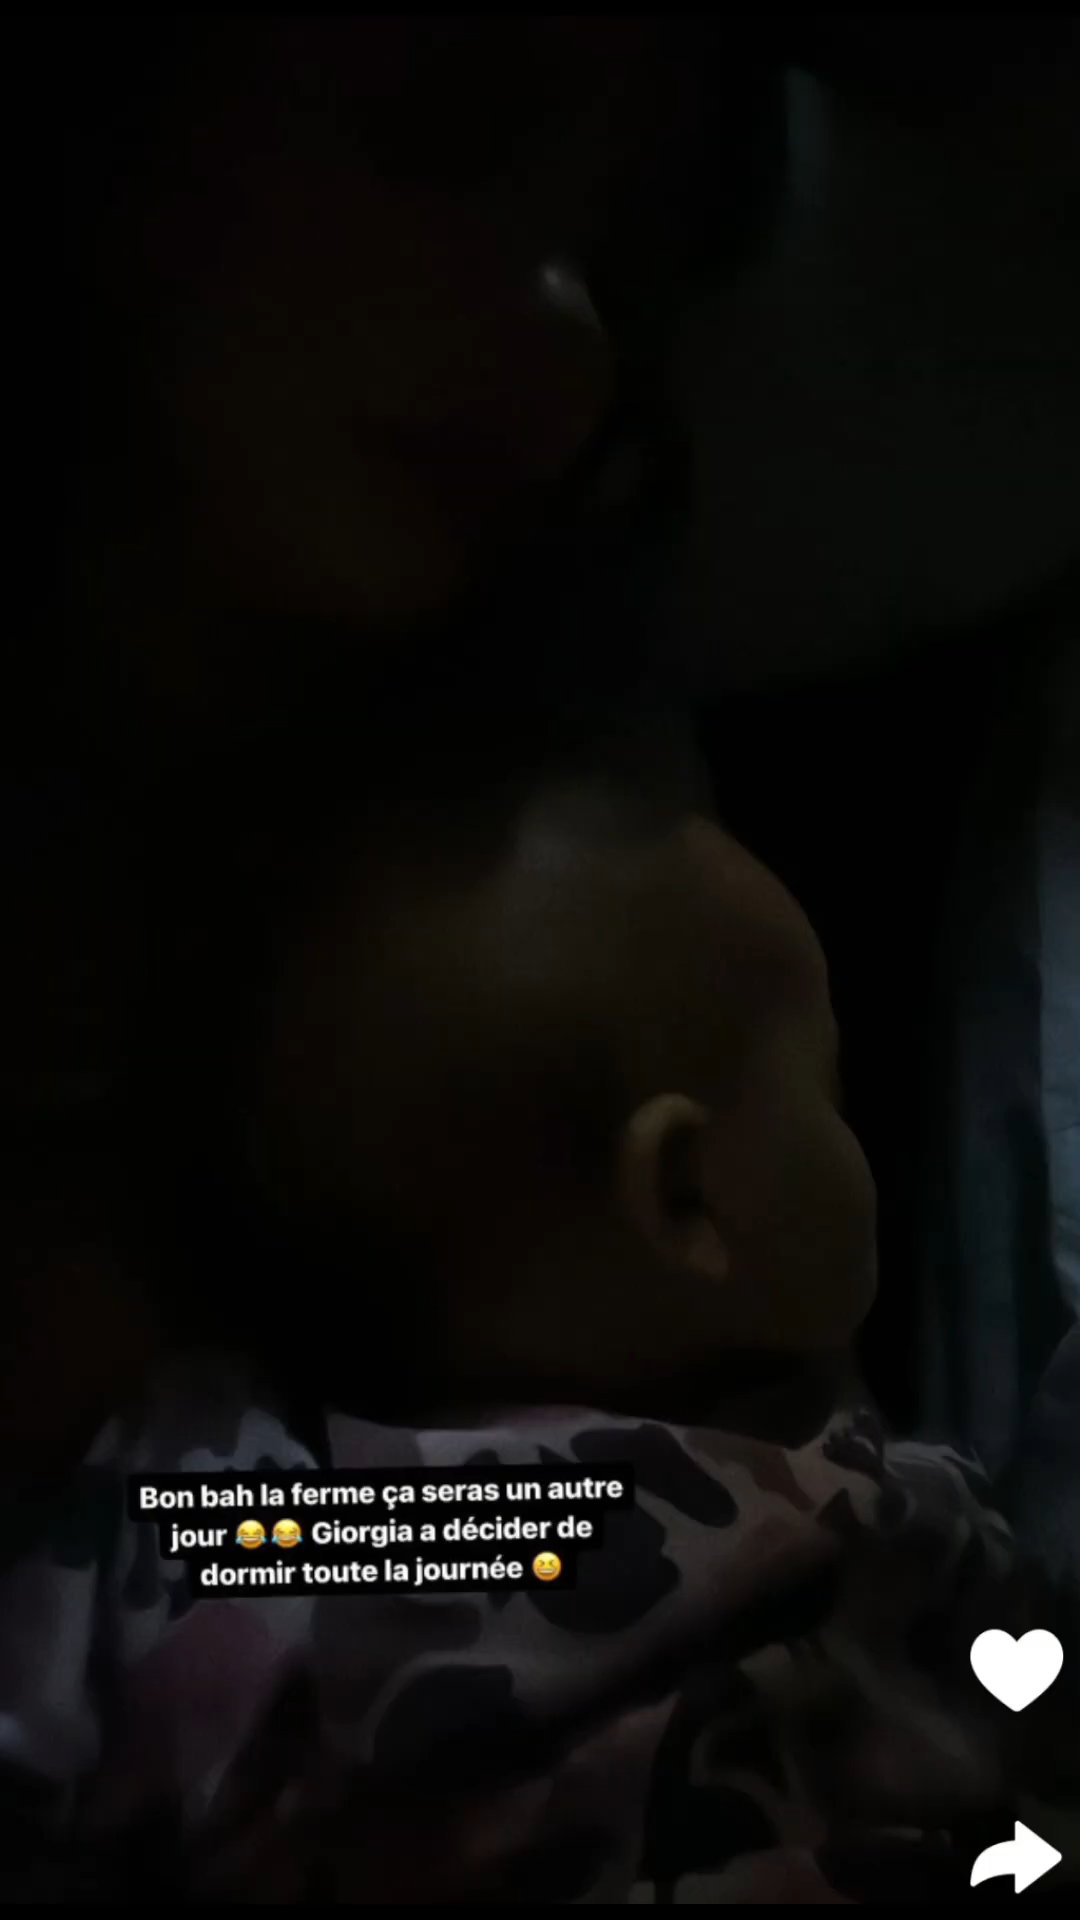 Bon bah la ferme ça seras un autre
jour 😂😂 Giorgia a décider de
dormir toute la journée 😆